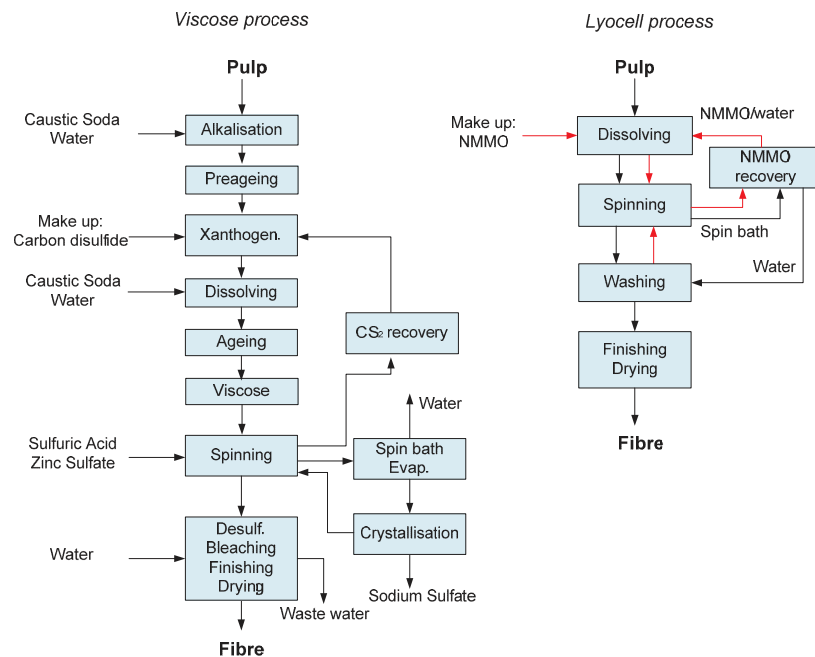 Viscose process
Pulp
Caustic Soda
Water
Alkalisation
Preageing
Make up:
Carbon disulfide
Xanthogen.
Caustic Soda
Water
Dissolving
Ageing
CS₂ recovery
Viscose
Water
Sulfuric Acid
Zinc Sulfate
Spinning
Spin bath
Evap.
Crystallisation
Water
Desulf.
Bleaching
Finishing
Drying
Sodium Sulfate
Waste water
Fibre
Lyocell process
Pulp
NMMO/water
Make up:
NMMO
Dissolving
NMMO
recovery
Spinning
Spin bath
Water
Washing
Finishing
Drying
Fibre